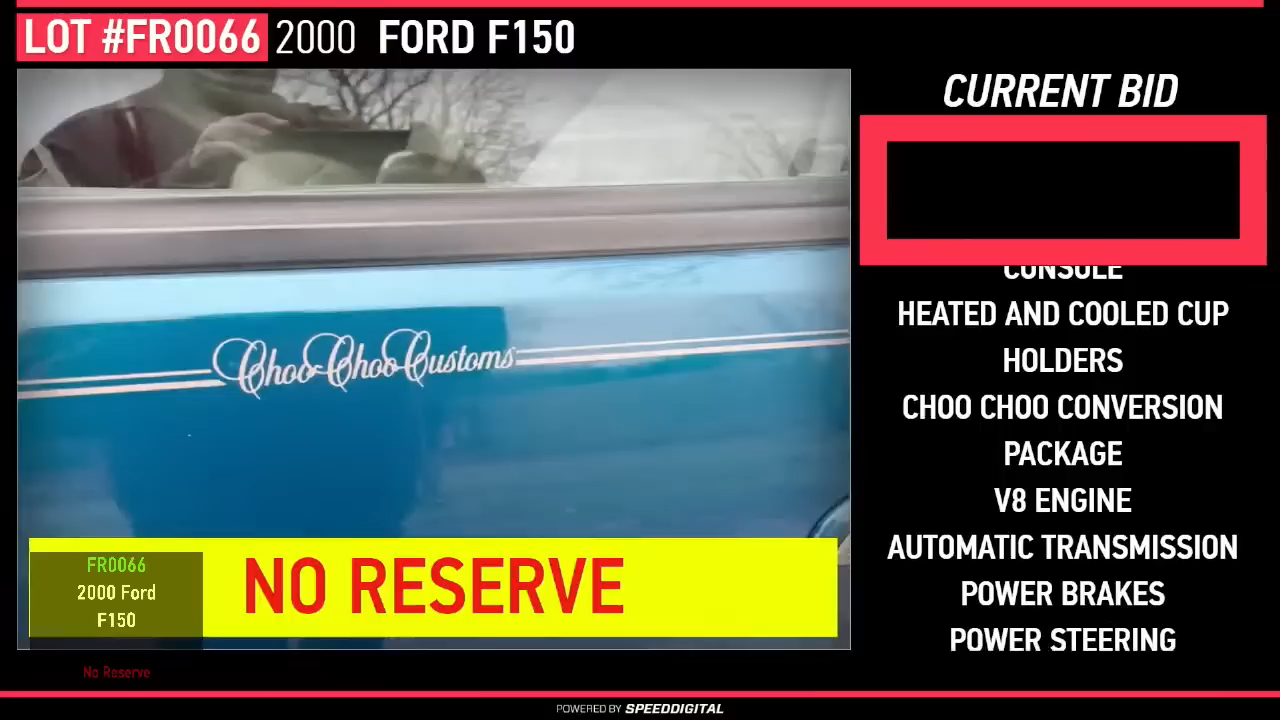 LOT #FR0066 2000 FORD F150
CURRENT BID
CONSOLE
HEATED AND COOLED CUP
HOLDERS
CHOO CHOO CONVERSION
PACKAGE
V8 ENGINE
AUTOMATIC TRANSMISSION
POWER BRAKES
POWER STEERING
Choo-Choo Customs
FR0066
2000 Ford
F150
NO RESERVE
No Reserve
POWERED BY SPEEDDIGITAL